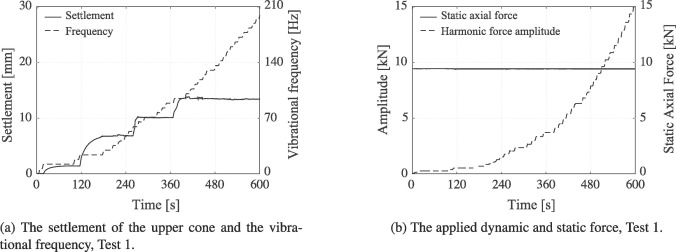 (a)
30
20
10
0
Settlement [mm]
Settlement
Frequency
210
140
70
0
Vibrational frequency [Hz]
0 120 240 360 480 600
Time [s]
(a) The settlement of the upper cone and the vibra-
tional frequency, Test 1.
(b)
15
10
5
0
Amplitude [kN]
Static axial force
Harmonic force amplitude
15
10
5
0
Static Axial Force [kN]
0 120 240 360 480 600
Time [s]
(b) The applied dynamic and static force, Test 1.